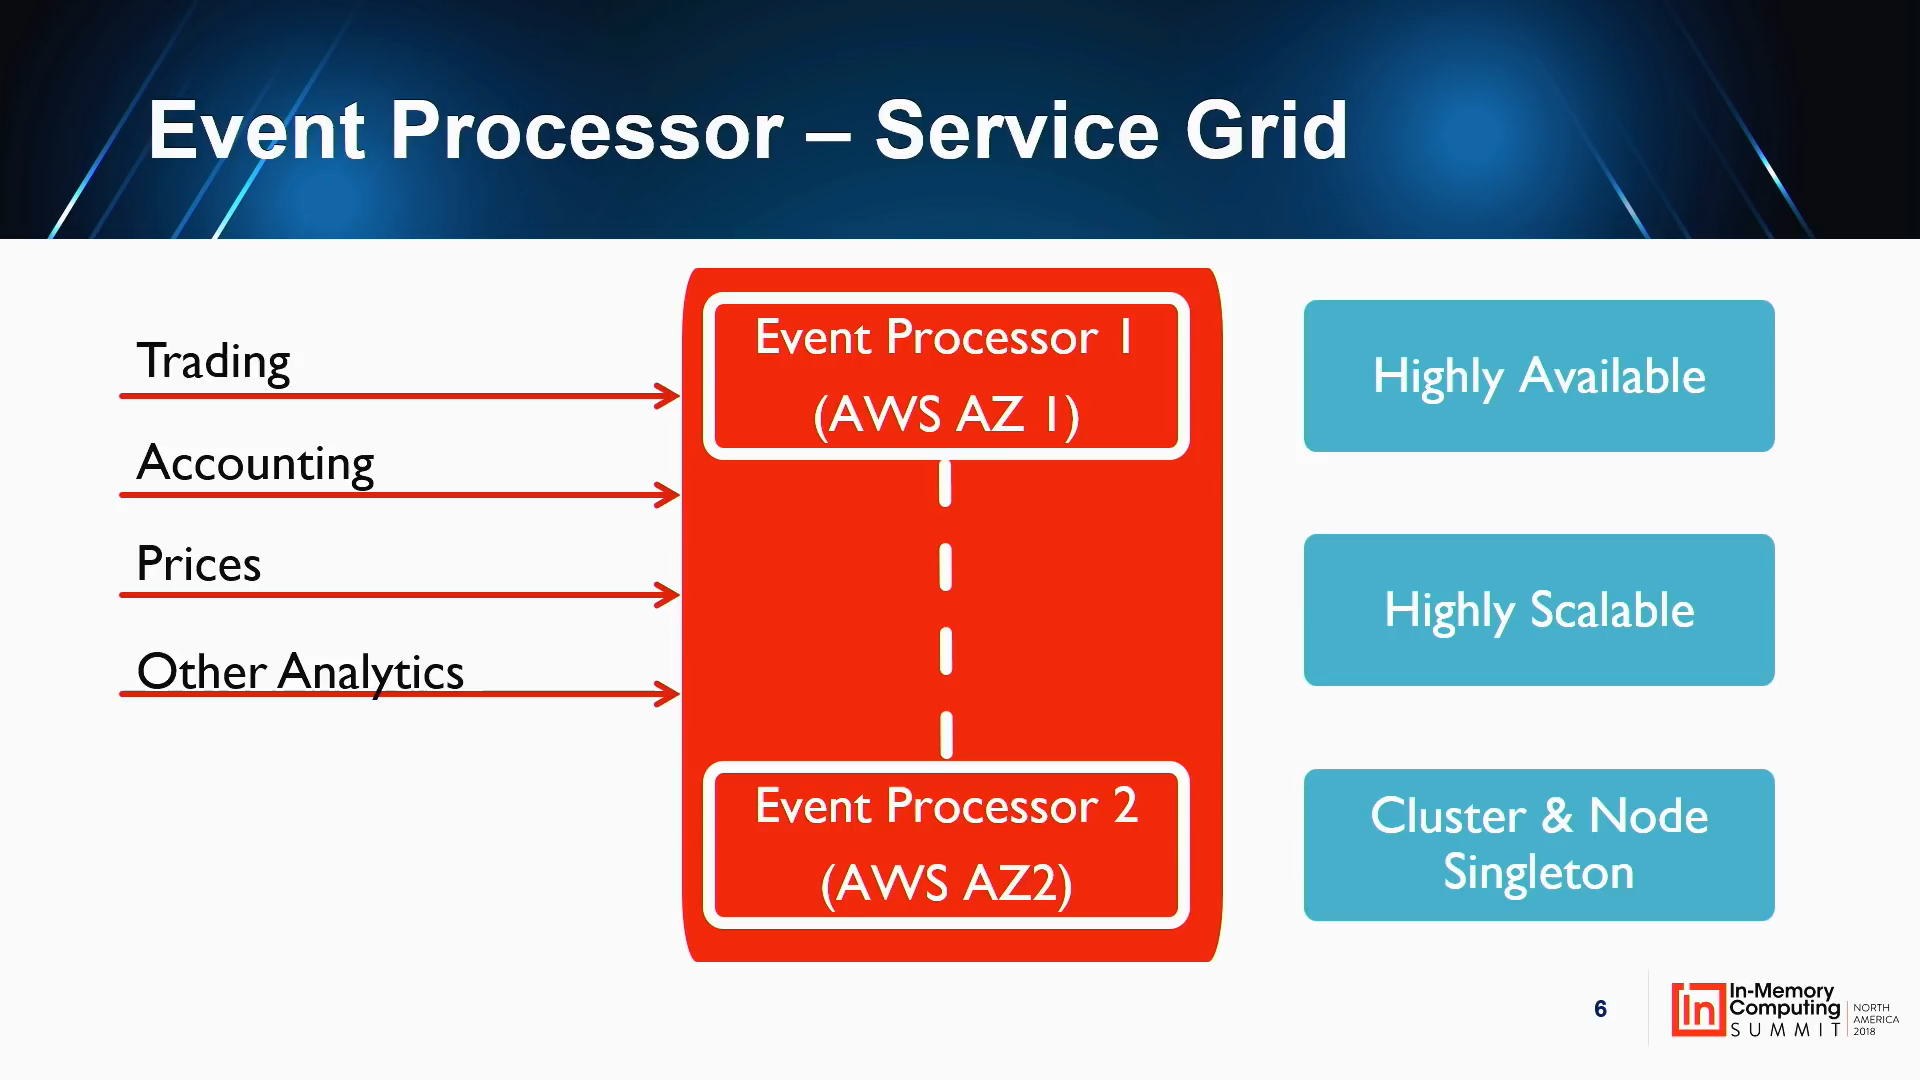 Event Processor – Service Grid
Trading
Accounting
Prices
Other Analytics
Event Processor 1
(AWS AZ 1)
Event Processor 2
(AWS AZ2)
Highly Available
Highly Scalable
Cluster & Node
Singleton
6
In
In-Memory
Computing
SUMMIT
NORTH
AMERICA
2018